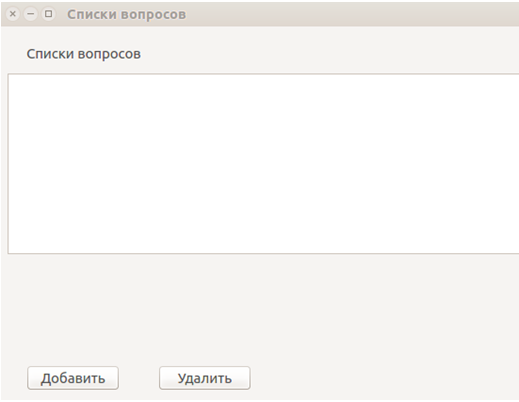 Списки вопросов
Списки вопросов
Добавить
Удалить